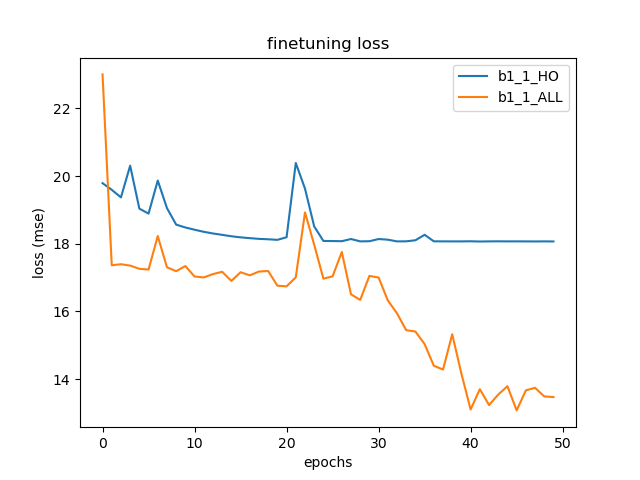 finetuning loss
b1_1_HO
b1_1_ALL
22
20
18
16
14
loss (mse)
0 10 20 30 40 50
epochs